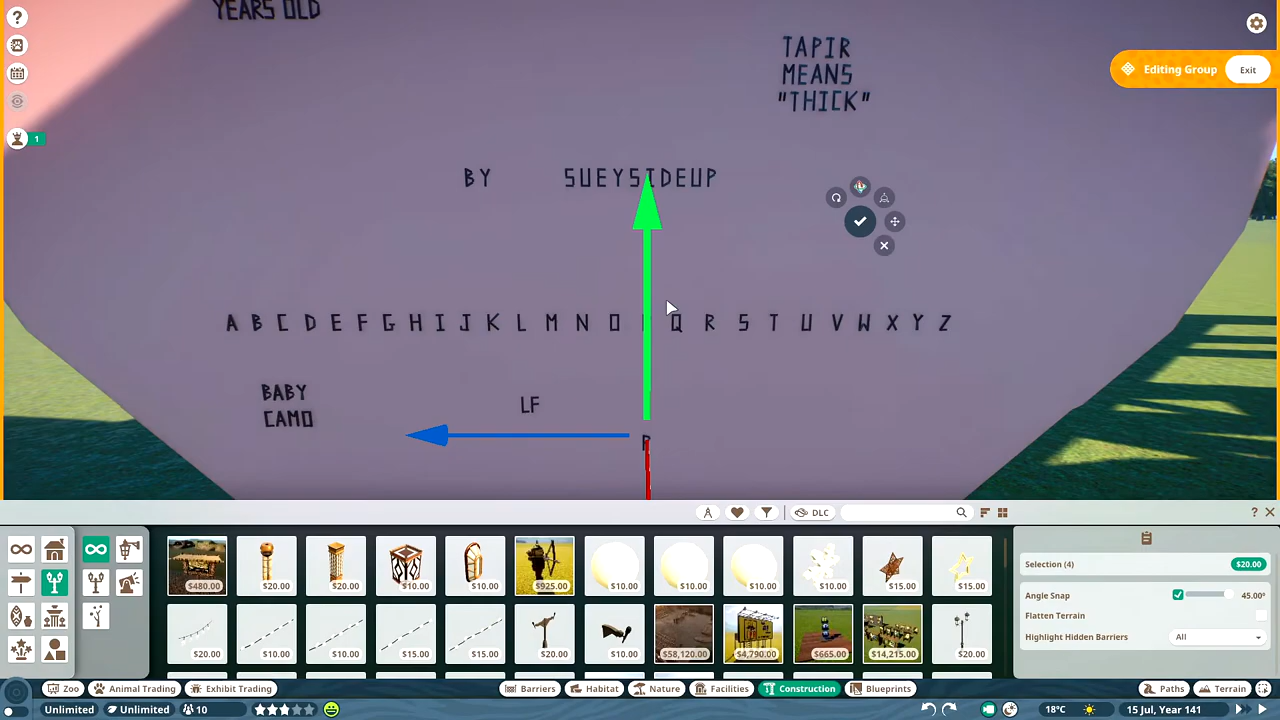 YEARS OLD
TAPIR
MEANS
"THICK"
Editing Group
Exit
1
BY SUEYSIDEUP
A B C D E F G H I J K L M N O P Q R S T U V W X Y Z
BABY
CAMO
LF
P
DLC
$480.00 $20.00 $20.00 $10.00 $10.00 $925.00 $10.00 $10.00 $10.00 $10.00 $15.00 $15.00
$20.00 $10.00 $10.00 $15.00 $15.00 $20.00 $10.00 $58,120.00 $4,790.00 $665.00 $14,215.00 $20.00
Selection (4) $20.00
Angle Snap 45.00°
Flatten Terrain
Highlight Hidden Barriers All
Zoo Animal Trading Exhibit Trading Barriers Habitat Nature Facilities Construction Blueprints Paths Terrain
Unlimited Unlimited 10 18°C 15 Jul, Year 141